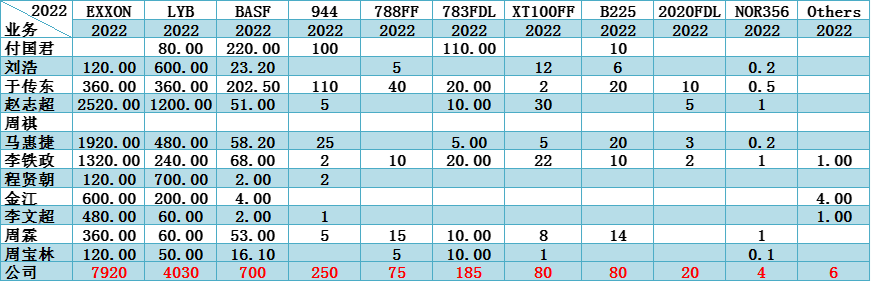 2022 EXXON LYB BASF 944 788FF 783FDL XT100FF B225 2020FDL NOR356 Others
业务 2022 2022 2022 2022 2022 2022 2022 2022 2022 2022 2022
付国君 80.00 220.00 100 110.00 10
刘浩 120.00 600.00 23.20 5 12 6 0.2
于传东 360.00 360.00 202.50 110 40 20.00 2 20 10 0.5
赵志超 2520.00 1200.00 51.00 5 10.00 30 5 1
周祺
马惠捷 1920.00 480.00 58.20 25 5.00 5 20 3 0.2
李铁政 1320.00 240.00 68.00 2 10 20.00 22 10 2 1 1.00
程贤朝 120.00 700.00 2.00 2
金江 600.00 200.00 4.00 4.00
李文超 480.00 60.00 2.00 1 1.00
周霖 360.00 60.00 53.00 5 15 10.00 8 14 1
周宝林 120.00 50.00 16.10 5 10.00 1 0.1
公司 7920 4030 700 250 75 185 80 80 20 4 6